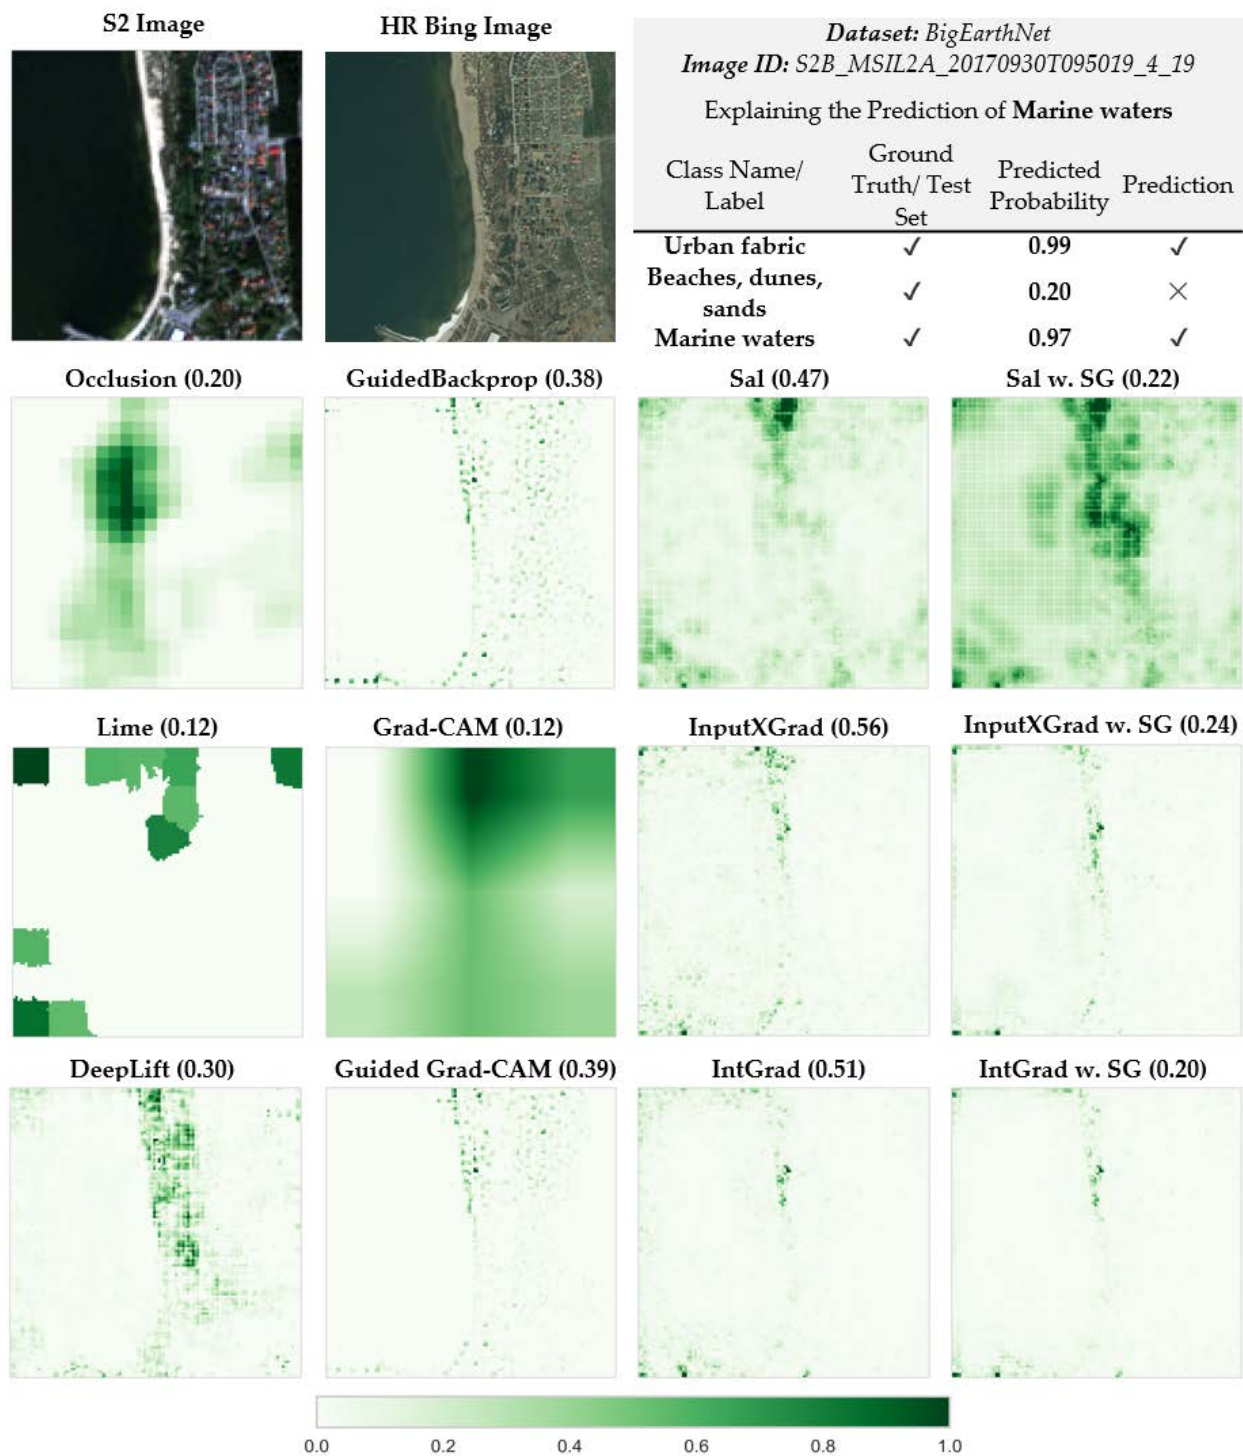 S2 Image
HR Bing Image
Dataset: BigEarthNet
Image ID: S2B_MSIL2A_20170930T095019_4_19
Explaining the Prediction of Marine waters
Class Name/ Label
Ground Truth/ Test Set
Predicted Probability
Prediction
Urban fabric ✓ 0.99 ✓
Beaches, dunes, sands ✓ 0.20 ×
Marine waters ✓ 0.97 ✓
Occlusion (0.20)
GuidedBackprop (0.38)
Sal (0.47)
Sal w. SG (0.22)
Lime (0.12)
Grad-CAM (0.12)
InputXGrad (0.56)
InputXGrad w. SG (0.24)
DeepLift (0.30)
Guided Grad-CAM (0.39)
IntGrad (0.51)
IntGrad w. SG (0.20)
0.0 0.2 0.4 0.6 0.8 1.0